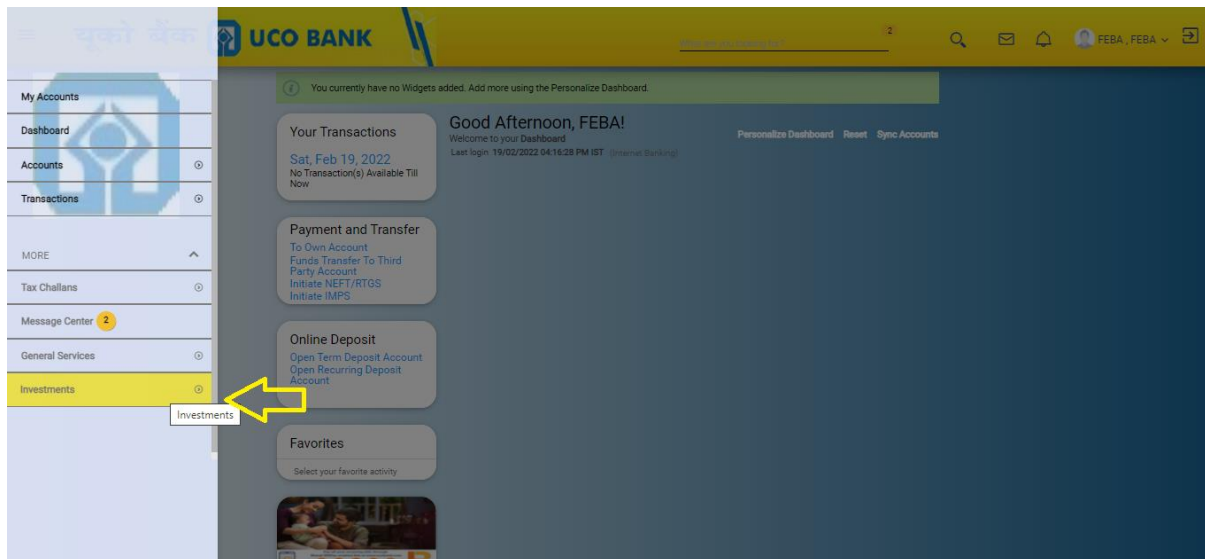 यूको बैंक UCO BANK
2
FEBA , FEBA
My Accounts
Dashboard
Accounts
Transactions
MORE
Tax Challans
Message Center 2
General Services
Investments
Investments
You currently have no Widgets added. Add more using the Personalize Dashboard.
Your Transactions
Sat, Feb 19, 2022
No Transaction(s) Available Till
Now
Good Afternoon, FEBA!
Welcome to your Dashboard
Last login 19/02/2022 04:16:28 PM IST (Internet Banking)
Personalize Dashboard Reset Sync Accounts
Payment and Transfer
To Own Account
Funds Transfer To Third
Party Account
Initiate NEFT/RTGS
Initiate IMPS
Online Deposit
Open Term Deposit Account
Open Recurring Deposit
Account
Favorites
Select your favorite activity